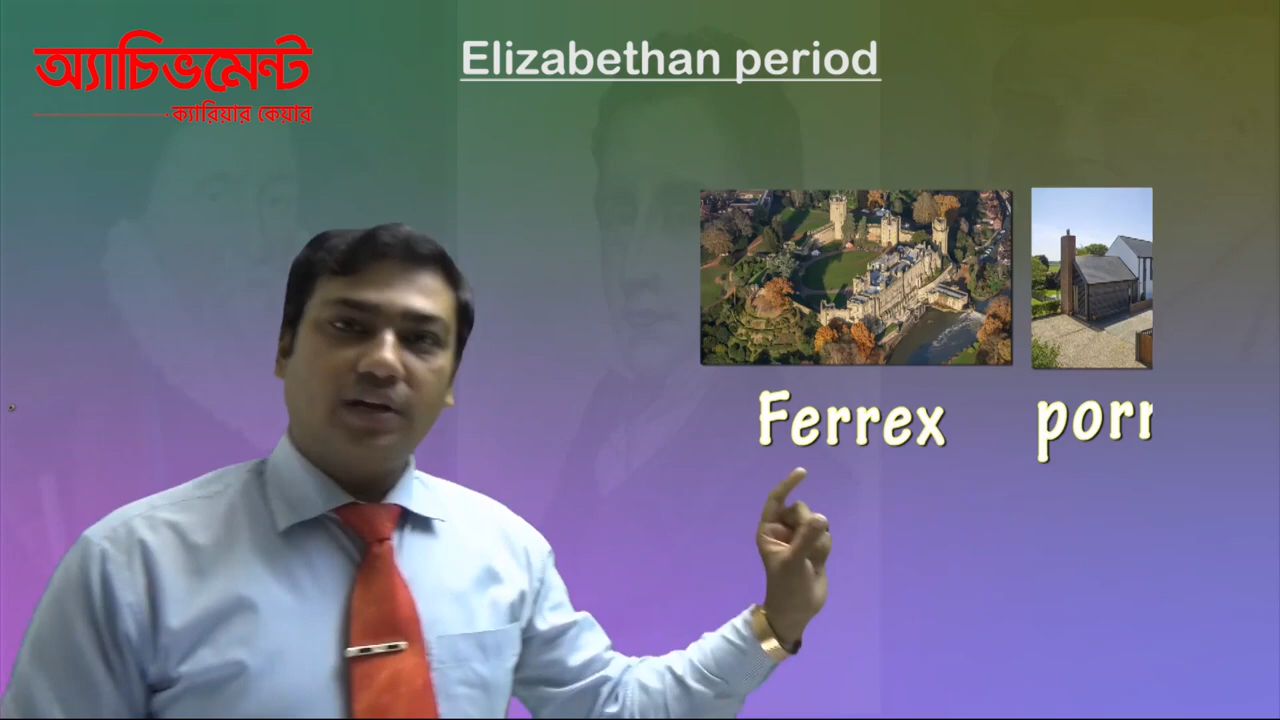 অ্যাচিভমেন্ট
ক্যারিয়ার কেয়ার
Elizabethan period
Ferrex
porr